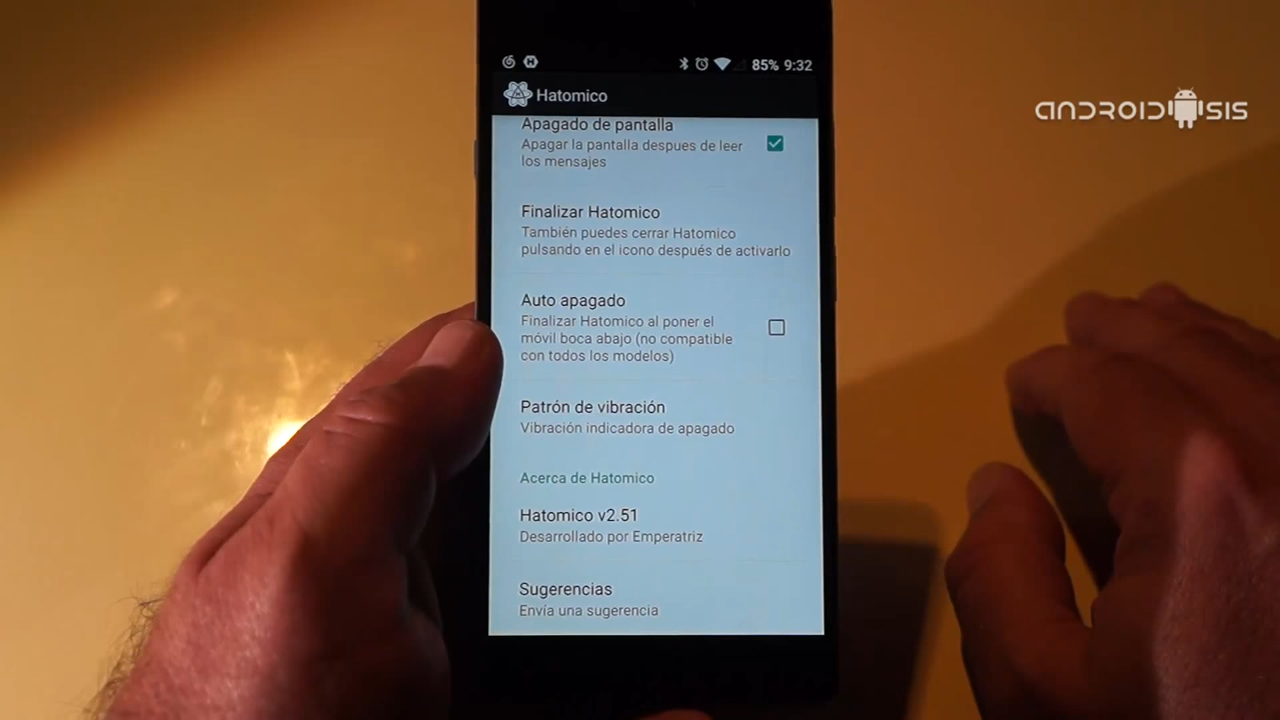 85% 9:32
Hatomico
ANDROIDSIS
Apagado de pantalla
Apagar la pantalla despues de leer
los mensajes
Finalizar Hatomico
También puedes cerrar Hatomico
pulsando en el icono después de activarlo
Auto apagado
Finalizar Hatomico al poner el
móvil boca abajo (no compatible
con todos los modelos)
Patrón de vibración
Vibración indicadora de apagado
Acerca de Hatomico
Hatomico v2.51
Desarrollado por Emperatriz
Sugerencias
Envía una sugerencia